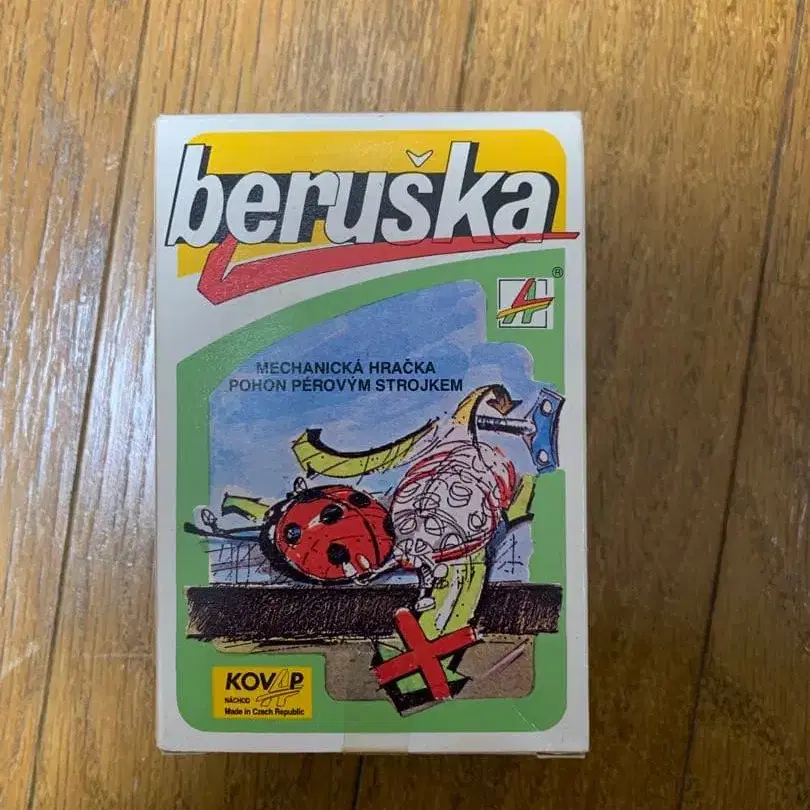 beruška
®
MECHANICKÁ HRAČKA
POHON PÉROVÝM STROJKEM
KOVAP
NÁCHOD
Made in Czech Republic